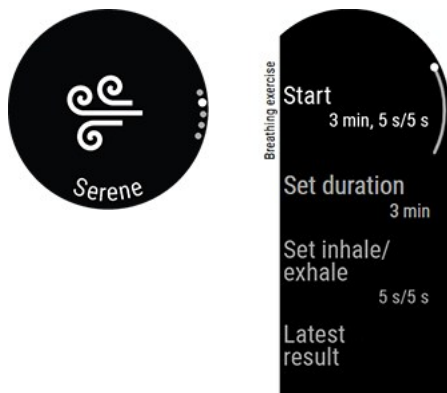 Serene
Breathing exercise
Start
3 min, 5 s/5 s
Set duration
3 min
Set inhale/
exhale
5 s/5 s
Latest
result